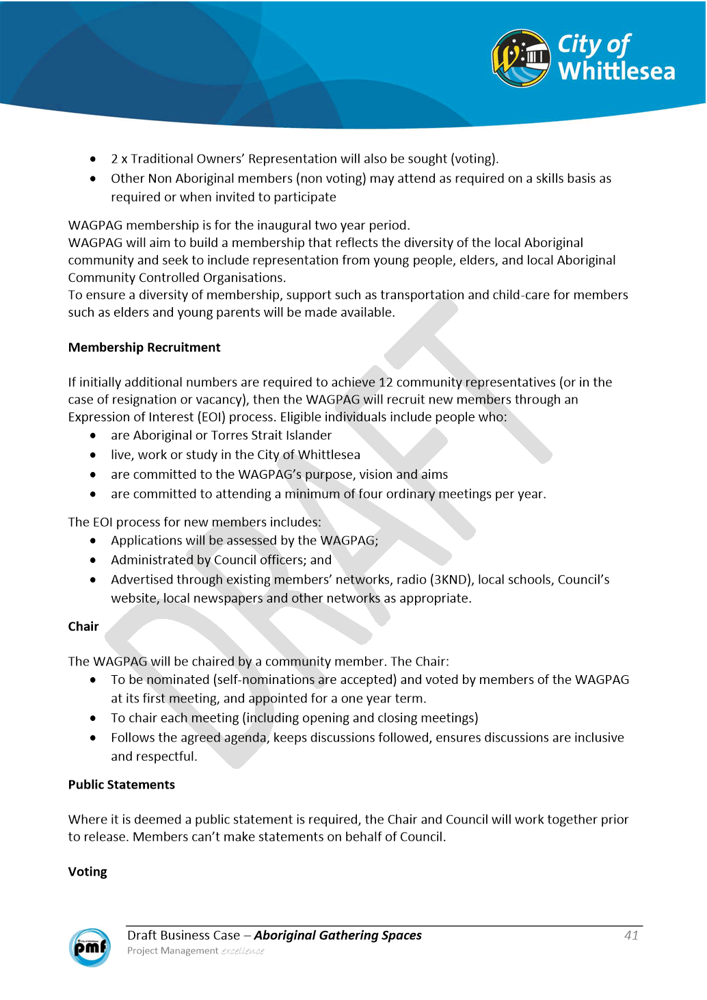 City of
Whittlesea
• 2 x Traditional Owners’ Representation will also be sought (voting).
• Other Non Aboriginal members (non voting) may attend as required on a skills basis as
required or when invited to participate
WAGPAG membership is for the inaugural two year period.
WAGPAG will aim to build a membership that reflects the diversity of the local Aboriginal
community and seek to include representation from young people, elders, and local Aboriginal
Community Controlled Organisations.
To ensure a diversity of membership, support such as transportation and child-care for members
such as elders and young parents will be made available.
Membership Recruitment
If initially additional numbers are required to achieve 12 community representatives (or in the
case of resignation or vacancy), then the WAGPAG will recruit new members through an
Expression of Interest (EOI) process. Eligible individuals include people who:
• are Aboriginal or Torres Strait Islander
• live, work or study in the City of Whittlesea
• are committed to the WAGPAG’s purpose, vision and aims
• are committed to attending a minimum of four ordinary meetings per year.
The EOI process for new members includes:
• Applications will be assessed by the WAGPAG;
• Administrated by Council officers; and
• Advertised through existing members’ networks, radio (3KND), local schools, Council’s
website, local newspapers and other networks as appropriate.
Chair
The WAGPAG will be chaired by a community member. The Chair:
• To be nominated (self-nominations are accepted) and voted by members of the WAGPAG
at its first meeting, and appointed for a one year term.
• To chair each meeting (including opening and closing meetings)
• Follows the agreed agenda, keeps discussions followed, ensures discussions are inclusive
and respectful.
Public Statements
Where it is deemed a public statement is required, the Chair and Council will work together prior
to release. Members can’t make statements on behalf of Council.
Voting
DRAFT
pmf
Draft Business Case – Aboriginal Gathering Spaces 41
Project Management excellence